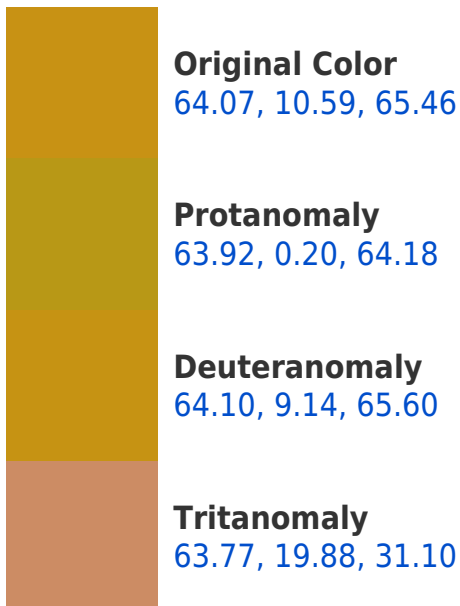 Original Color
64.07, 10.59, 65.46
Protanomaly
63.92, 0.20, 64.18
Deuteranomaly
64.10, 9.14, 65.60
Tritanomaly
63.77, 19.88, 31.10